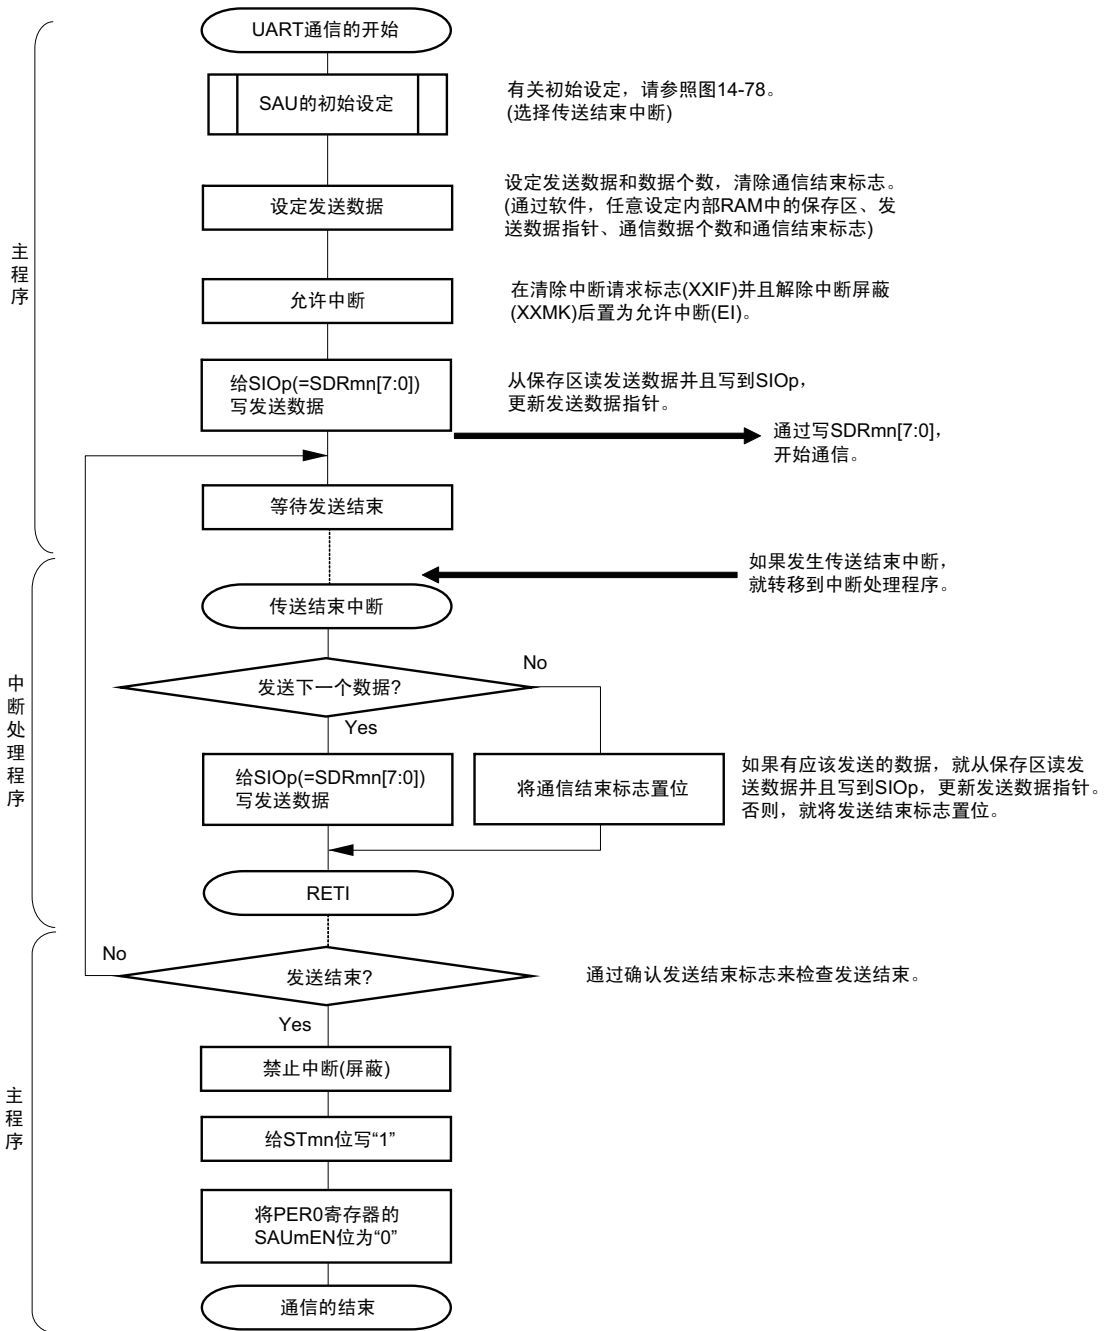 UART通信的开始
SAU的初始设定
有关初始设定，请参照图14-78。
(选择传送结束中断)
设定发送数据
设定发送数据和数据个数，清除通信结束标志。
(通过软件，任意设定内部RAM中的保存区、发
送数据指针、通信数据个数和通信结束标志)
主程序
允许中断
在清除中断请求标志(XXIF)并且解除中断屏蔽
(XXMK)后置为允许中断(EI)。
给SIOp(=SDRmn[7:0])
写发送数据
从保存区读发送数据并且写到SIOp，
更新发送数据指针。
通过写SDRmn[7:0]，
开始通信。
等待发送结束
如果发生传送结束中断，
就转移到中断处理程序。
传送结束中断
中断处理程序
发送下一个数据?
No
Yes
给SIOp(=SDRmn[7:0])
写发送数据
将通信结束标志置位
如果有应该发送的数据，就从保存区读发
送数据并且写到SIOp，更新发送数据指针。
否则，就将发送结束标志置位。
RETI
No
发送结束?
通过确认发送结束标志来检查发送结束。
Yes
主程序
禁止中断(屏蔽)
给STmn位写“1”
将PER0寄存器的
SAUmEN位为“0”
通信的结束